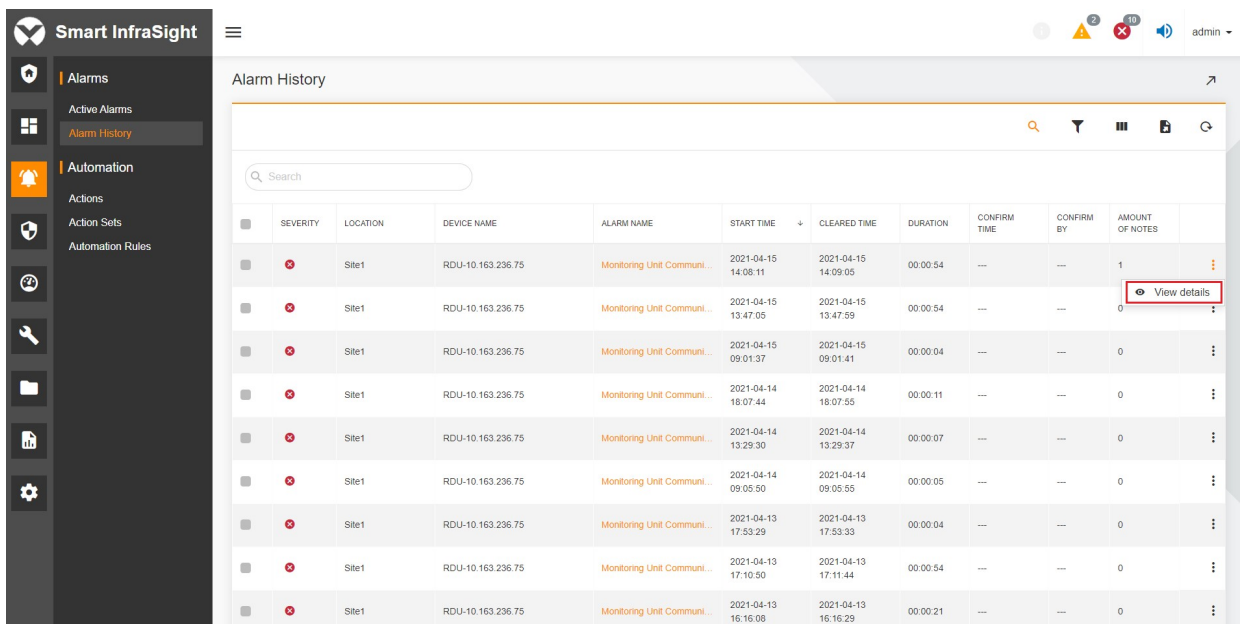 Smart InfraSight
2
10
admin
Alarms
Active Alarms
Alarm History
Automation
Actions
Action Sets
Automation Rules
Alarm History
Search
SEVERITY LOCATION DEVICE NAME ALARM NAME START TIME CLEARED TIME DURATION CONFIRM TIME CONFIRM BY AMOUNT OF NOTES
Site1 RDU-10.163.236.75 Monitoring Unit Communi... 2021-04-15 14:08:11 2021-04-15 14:09:05 00:00:54 --- --- 1
View details
Site1 RDU-10.163.236.75 Monitoring Unit Communi... 2021-04-15 13:47:05 2021-04-15 13:47:59 00:00:54 --- --- 0
Site1 RDU-10.163.236.75 Monitoring Unit Communi... 2021-04-15 09:01:37 2021-04-15 09:01:41 00:00:04 --- --- 0
Site1 RDU-10.163.236.75 Monitoring Unit Communi... 2021-04-14 18:07:44 2021-04-14 18:07:55 00:00:11 --- --- 0
Site1 RDU-10.163.236.75 Monitoring Unit Communi... 2021-04-14 13:29:30 2021-04-14 13:29:37 00:00:07 --- --- 0
Site1 RDU-10.163.236.75 Monitoring Unit Communi... 2021-04-14 09:05:50 2021-04-14 09:05:55 00:00:05 --- --- 0
Site1 RDU-10.163.236.75 Monitoring Unit Communi... 2021-04-13 17:53:29 2021-04-13 17:53:33 00:00:04 --- --- 0
Site1 RDU-10.163.236.75 Monitoring Unit Communi... 2021-04-13 17:10:50 2021-04-13 17:11:44 00:00:54 --- --- 0
Site1 RDU-10.163.236.75 Monitoring Unit Communi... 2021-04-13 16:16:08 2021-04-13 16:16:29 00:00:21 --- --- 0